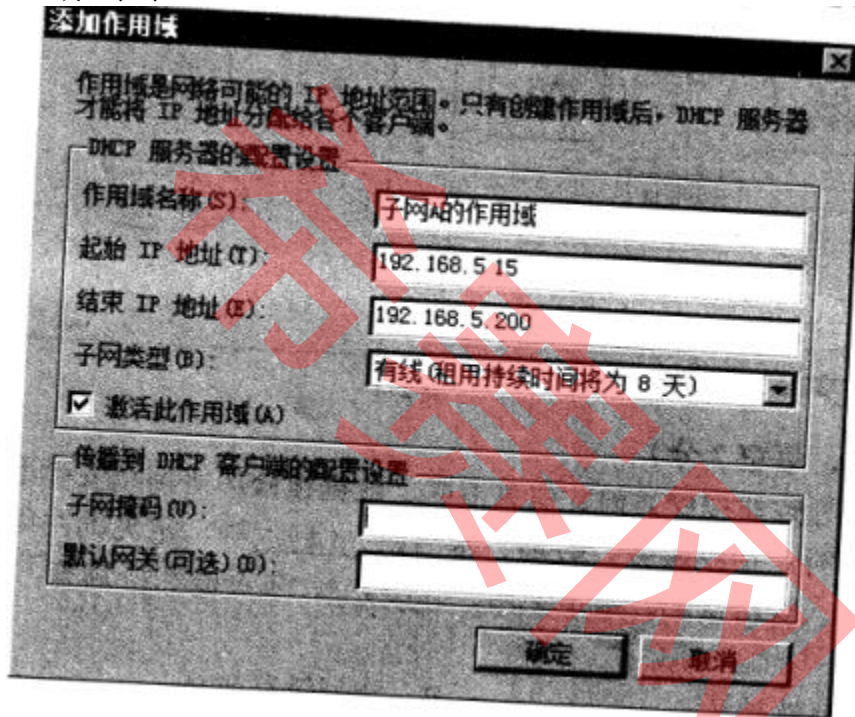 添加作用域
作用域是网络可能的 IP 地址范围。只有创建作用域后，DHCP 服务器
才能将 IP 地址分配给各个客户端。
DHCP 服务器的配置设置
作用域名称(S):
子网A的作用域
起始 IP 地址(T):
192.168.5.15
结束 IP 地址(E):
192.168.5.200
子网类型(B):
有线(租用持续时间将为 8 天)
激活此作用域(A)
传播到 DHCP 客户端的配置设置
子网掩码(U):
默认网关(可选)(D):
确定
取消